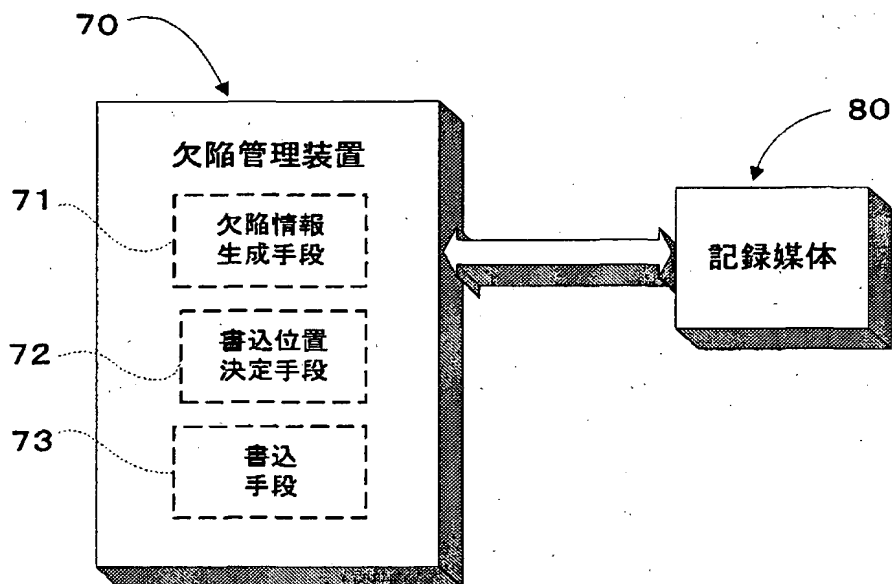 70
80
欠陥管理装置
71
欠陥情報
生成手段
記録媒体
72
書込位置
決定手段
73
書込
手段